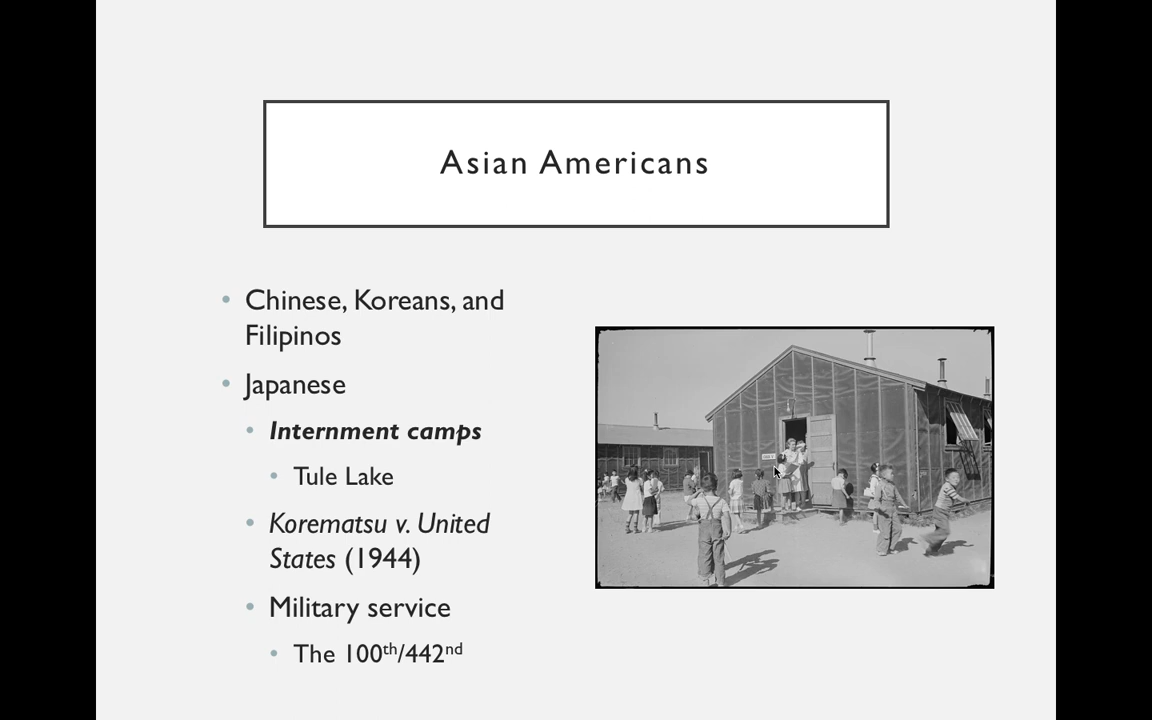 Asian Americans
Chinese, Koreans, and
Filipinos
Japanese
Internment camps
Tule Lake
Korematsu v. United
States (1944)
Military service
The 100th/442nd